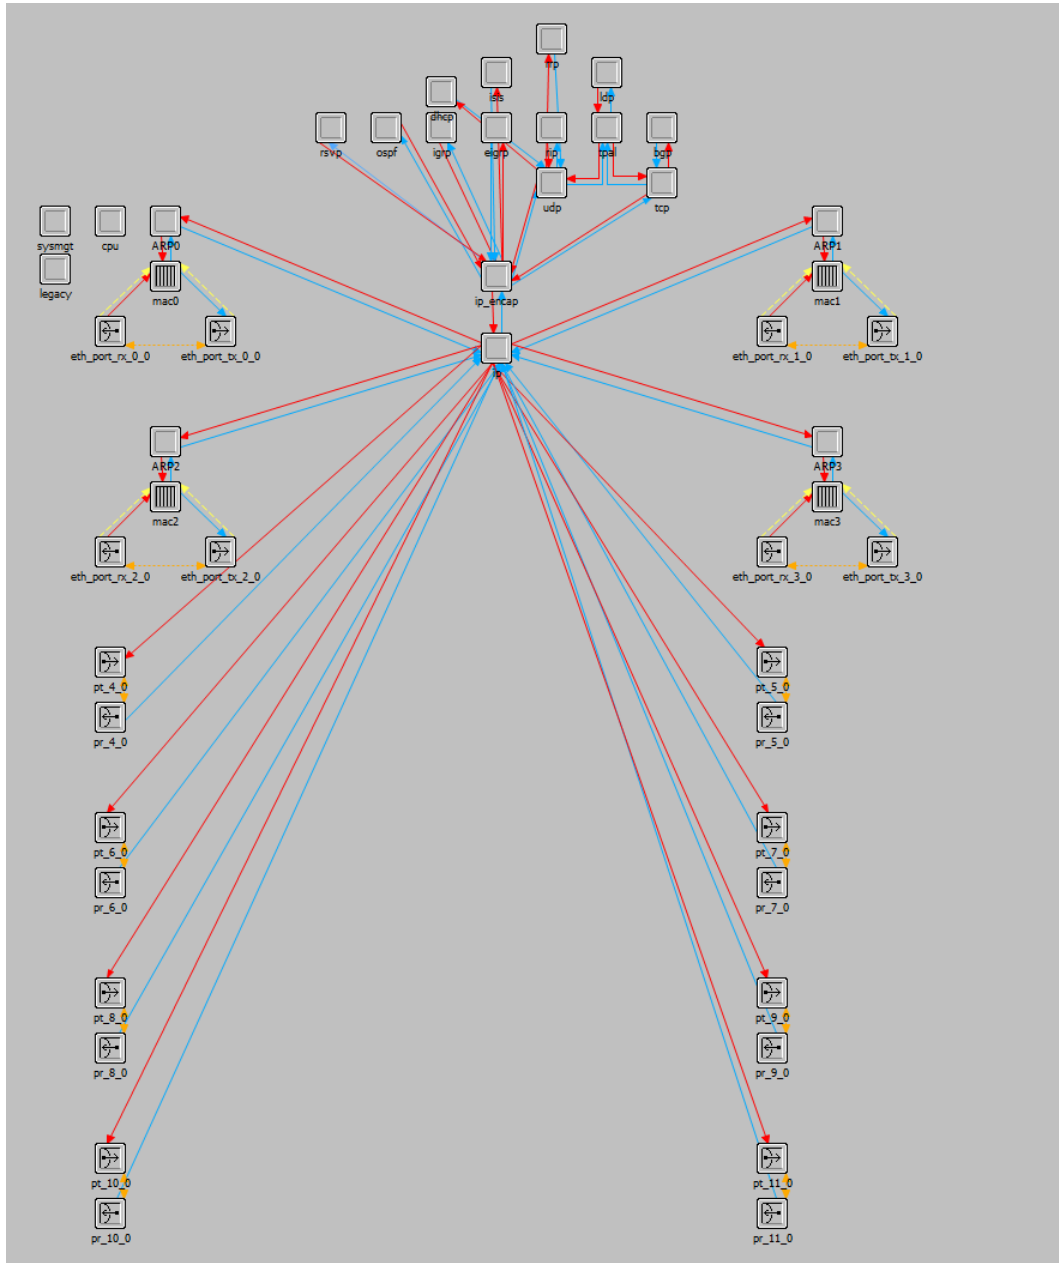 isis
ldp
dhcp
rsvp
ospf
igrp
eigrp
rip
tpal
bgp
udp
tcp
sysmgt
cpu
ARP0
ARP1
legacy
mac0
ip_encap
mac1
eth_port_rx_0_0
eth_port_tx_0_0
eth_port_rx_1_0
eth_port_tx_1_0
ip
ARP2
ARP3
mac2
mac3
eth_port_rx_2_0
eth_port_tx_2_0
eth_port_rx_3_0
eth_port_tx_3_0
pt_4_0
pt_5_0
pr_4_0
pr_5_0
pt_6_0
pt_7_0
pr_6_0
pr_7_0
pt_8_0
pt_9_0
pr_8_0
pr_9_0
pt_10_0
pt_11_0
pr_10_0
pr_11_0